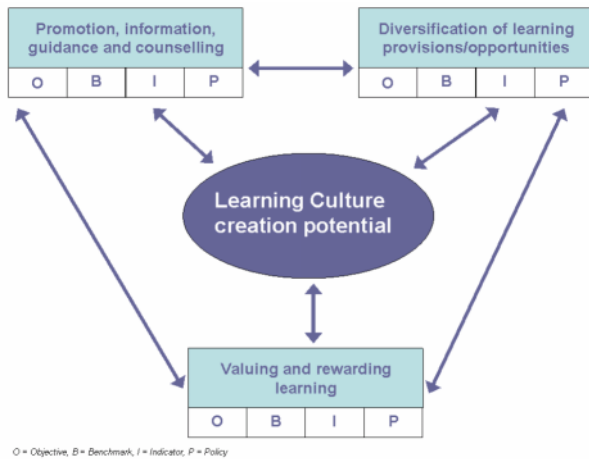 Promotion, information,
guidance and counselling
O B I P
Diversification of learning
provisions/opportunities
O B I P
Learning Culture
creation potential
Valuing and rewarding
learning
O B I P
O = Objective, B = Benchmark, I = Indicator, P = Policy